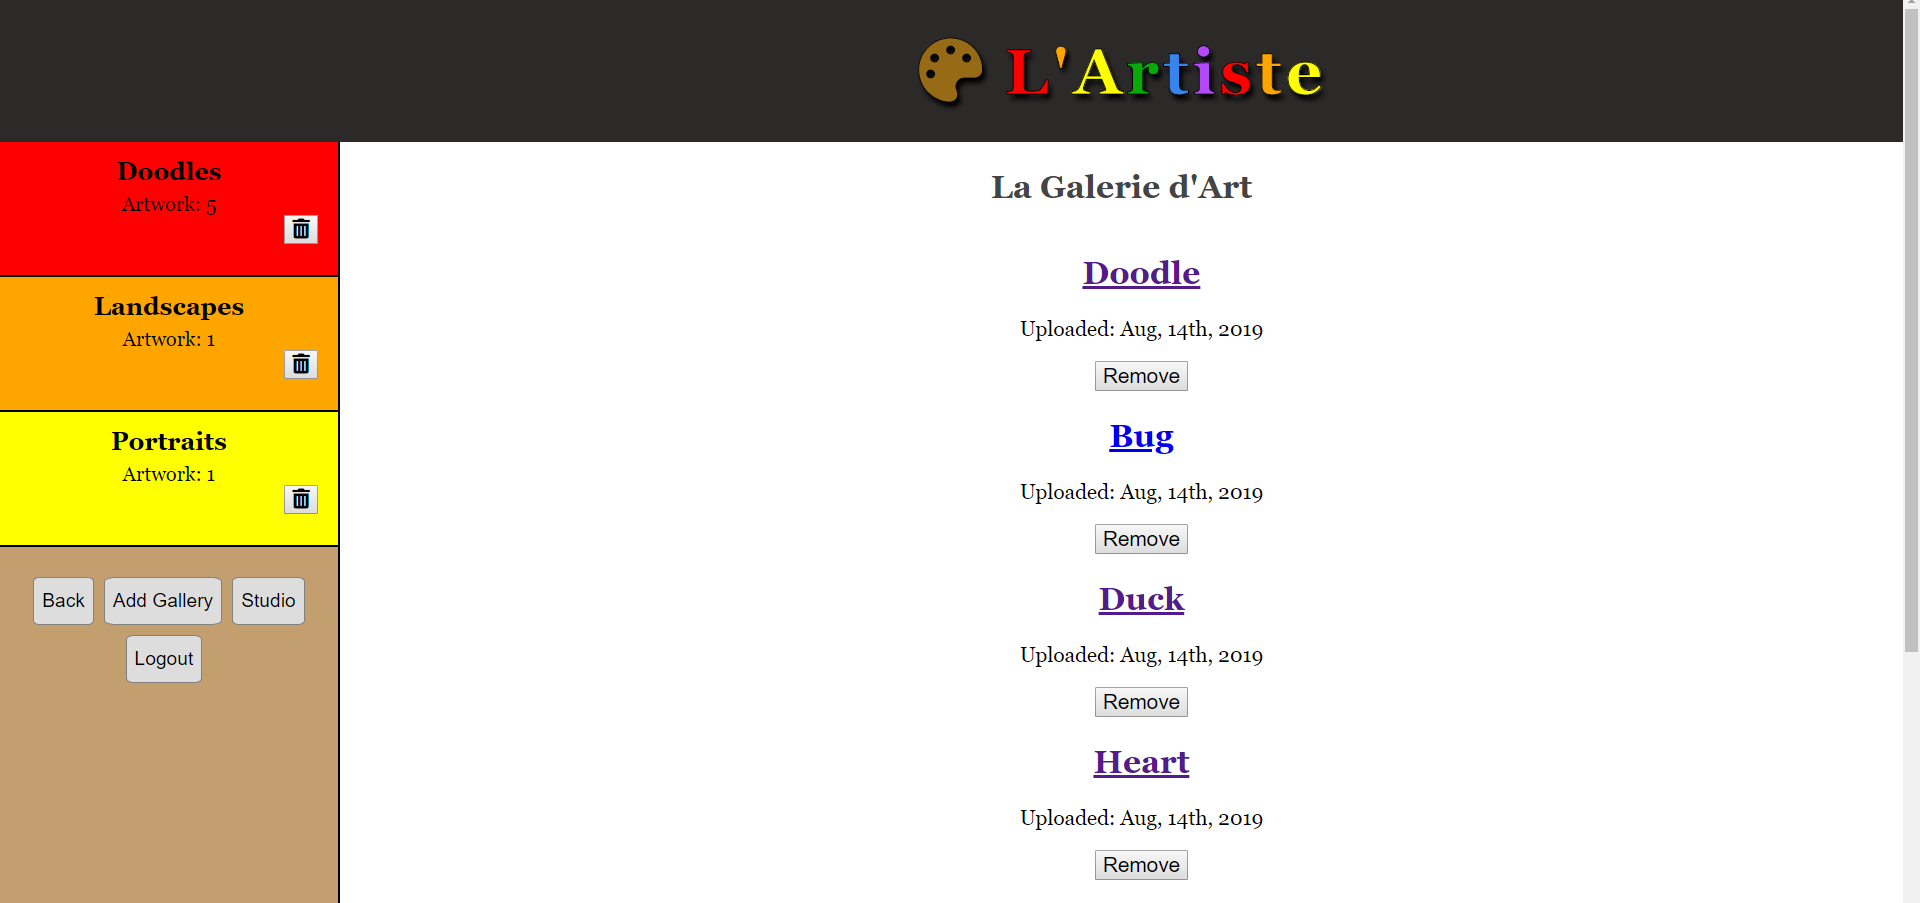 L'Artiste
Doodles
Artwork: 5
Landscapes
Artwork: 1
Portraits
Artwork: 1
Back
Add Gallery
Studio
Logout
La Galerie d'Art
Doodle
Uploaded: Aug, 14th, 2019
Remove
Bug
Uploaded: Aug, 14th, 2019
Remove
Duck
Uploaded: Aug, 14th, 2019
Remove
Heart
Uploaded: Aug, 14th, 2019
Remove